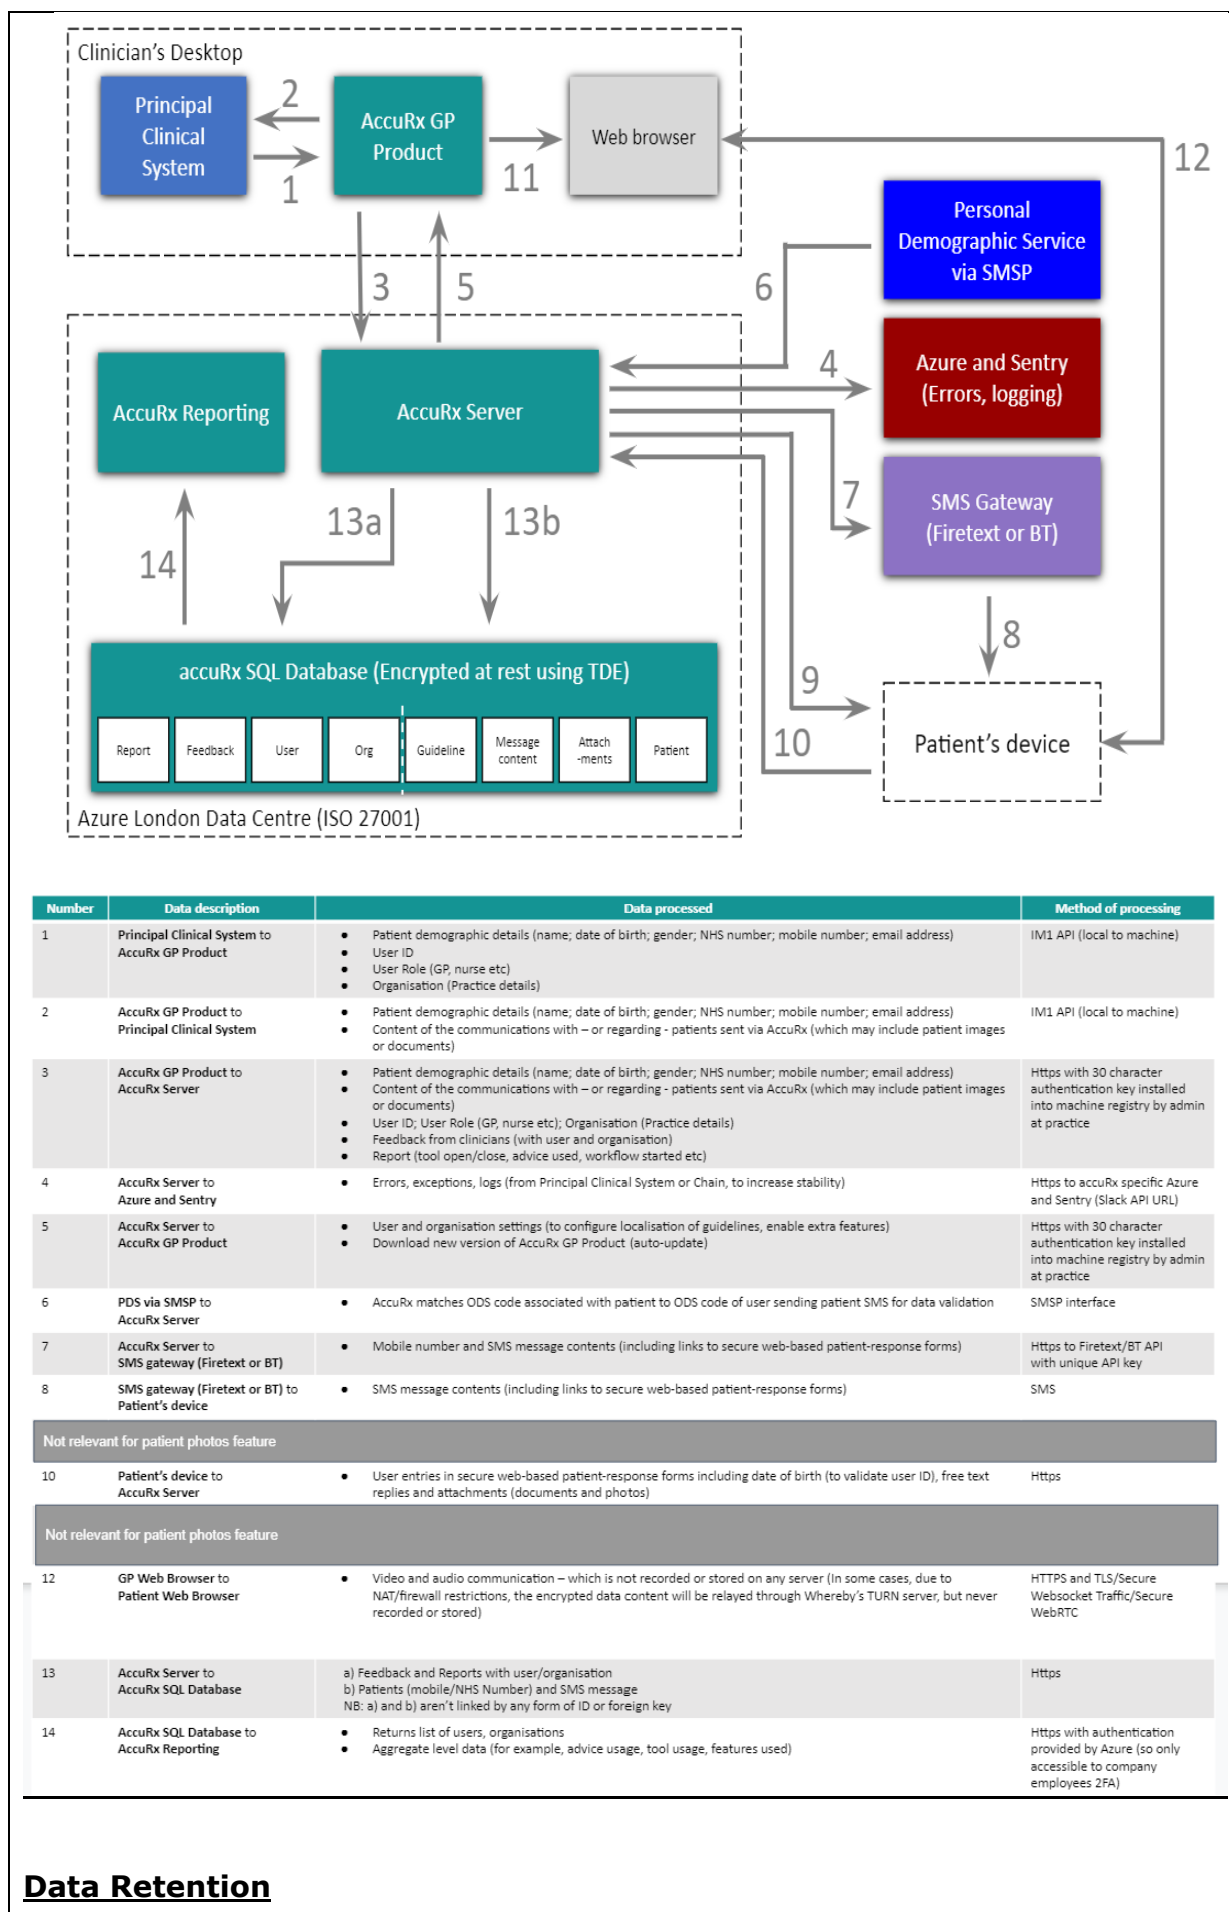 Clinician's Desktop
Principal
Clinical
System
2
1
AccuRx GP
Product
11
Web browser
12
Personal
Demographic Service
via SMSP
3
5
6
Azure and Sentry
(Errors, logging)
4
AccuRx Reporting
AccuRx Server
SMS Gateway
(Firetext or BT)
7
14
13a
13b
8
accuRx SQL Database (Encrypted at rest using TDE)
9
10
Patient's device
Report
Feedback
User
Org
Guideline
Message
content
Attach
-ments
Patient
Azure London Data Centre (ISO 27001)
Number Data description Data processed Method of processing
1
Principal Clinical System to
AccuRx GP Product
● Patient demographic details (name; date of birth; gender; NHS number; mobile number; email address)
● User ID
● User Role (GP, nurse etc)
● Organisation (Practice details)
IM1 API (local to machine)
2
AccuRx GP Product to
Principal Clinical System
● Patient demographic details (name; date of birth; gender; NHS number; mobile number; email address)
● Content of the communications with – or regarding - patients sent via AccuRx (which may include patient images
or documents)
IM1 API (local to machine)
3
AccuRx GP Product to
AccuRx Server
● Patient demographic details (name; date of birth; gender; NHS number; mobile number; email address)
● Content of the communications with – or regarding - patients sent via AccuRx (which may include patient images
or documents)
● User ID; User Role (GP, nurse etc); Organisation (Practice details)
● Feedback from clinicians (with user and organisation)
● Report (tool open/close, advice used, workflow started etc)
Https with 30 character
authentication key installed
into machine registry by admin
at practice
4
AccuRx Server to
Azure and Sentry
● Errors, exceptions, logs (from Principal Clinical System or Chain, to increase stability)
Https to accuRx specific Azure
and Sentry (Slack API URL)
5
AccuRx Server to
AccuRx GP Product
● User and organisation settings (to configure localisation of guidelines, enable extra features)
● Download new version of AccuRx GP Product (auto-update)
Https with 30 character
authentication key installed
into machine registry by admin
at practice
6
PDS via SMSP to
AccuRx Server
● AccuRx matches ODS code associated with patient to ODS code of user sending patient SMS for data validation
SMSP interface
7
AccuRx Server to
SMS gateway (Firetext or BT)
● Mobile number and SMS message contents (including links to secure web-based patient-response forms)
Https to Firetext/BT API
with unique API key
8
SMS gateway (Firetext or BT) to
Patient's device
● SMS message contents (including links to secure web-based patient-response forms)
SMS
Not relevant for patient photos feature
10
Patient's device to
AccuRx Server
● User entries in secure web-based patient-response forms including date of birth (to validate user ID), free text
replies and attachments (documents and photos)
Https
Not relevant for patient photos feature
12
GP Web Browser to
Patient Web Browser
● Video and audio communication – which is not recorded or stored on any server (In some cases, due to
NAT/firewall restrictions, the encrypted data content will be relayed through Whereby's TURN server, but never
recorded or stored)
HTTPS and TLS/Secure
Websocket Traffic/Secure
WebRTC
13
AccuRx Server to
AccuRx SQL Database
a) Feedback and Reports with user/organisation
b) Patients (mobile/NHS Number) and SMS message
NB: a) and b) aren't linked by any form of ID or foreign key
Https
14
AccuRx SQL Database to
AccuRx Reporting
● Returns list of users, organisations
● Aggregate level data (for example, advice usage, tool usage, features used)
Https with authentication
provided by Azure (so only
accessible to company
employees 2FA)
Data Retention